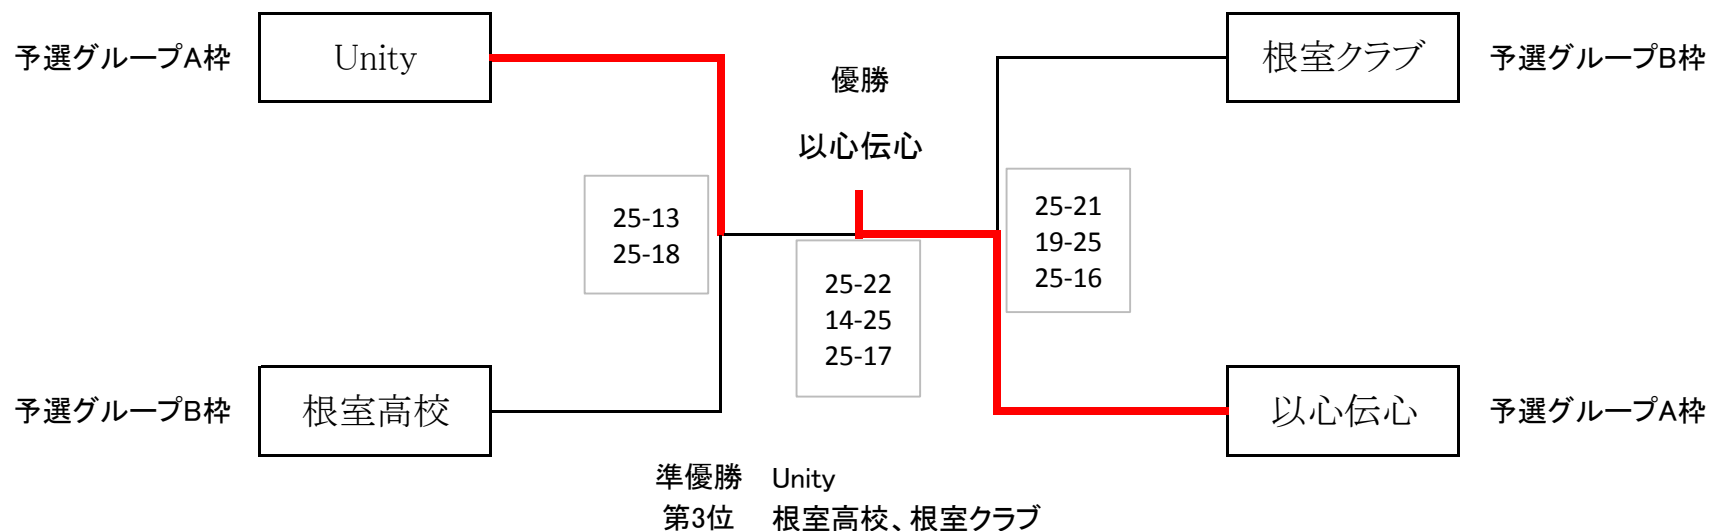 予選グループA枠
Unity
優勝
以心伝心
根室クラブ
予選グループB枠
25-13
25-18
25-22
14-25
25-17
25-21
19-25
25-16
予選グループB枠
根室高校
以心伝心
予選グループA枠
準優勝 Unity
第3位 根室高校、根室クラブ